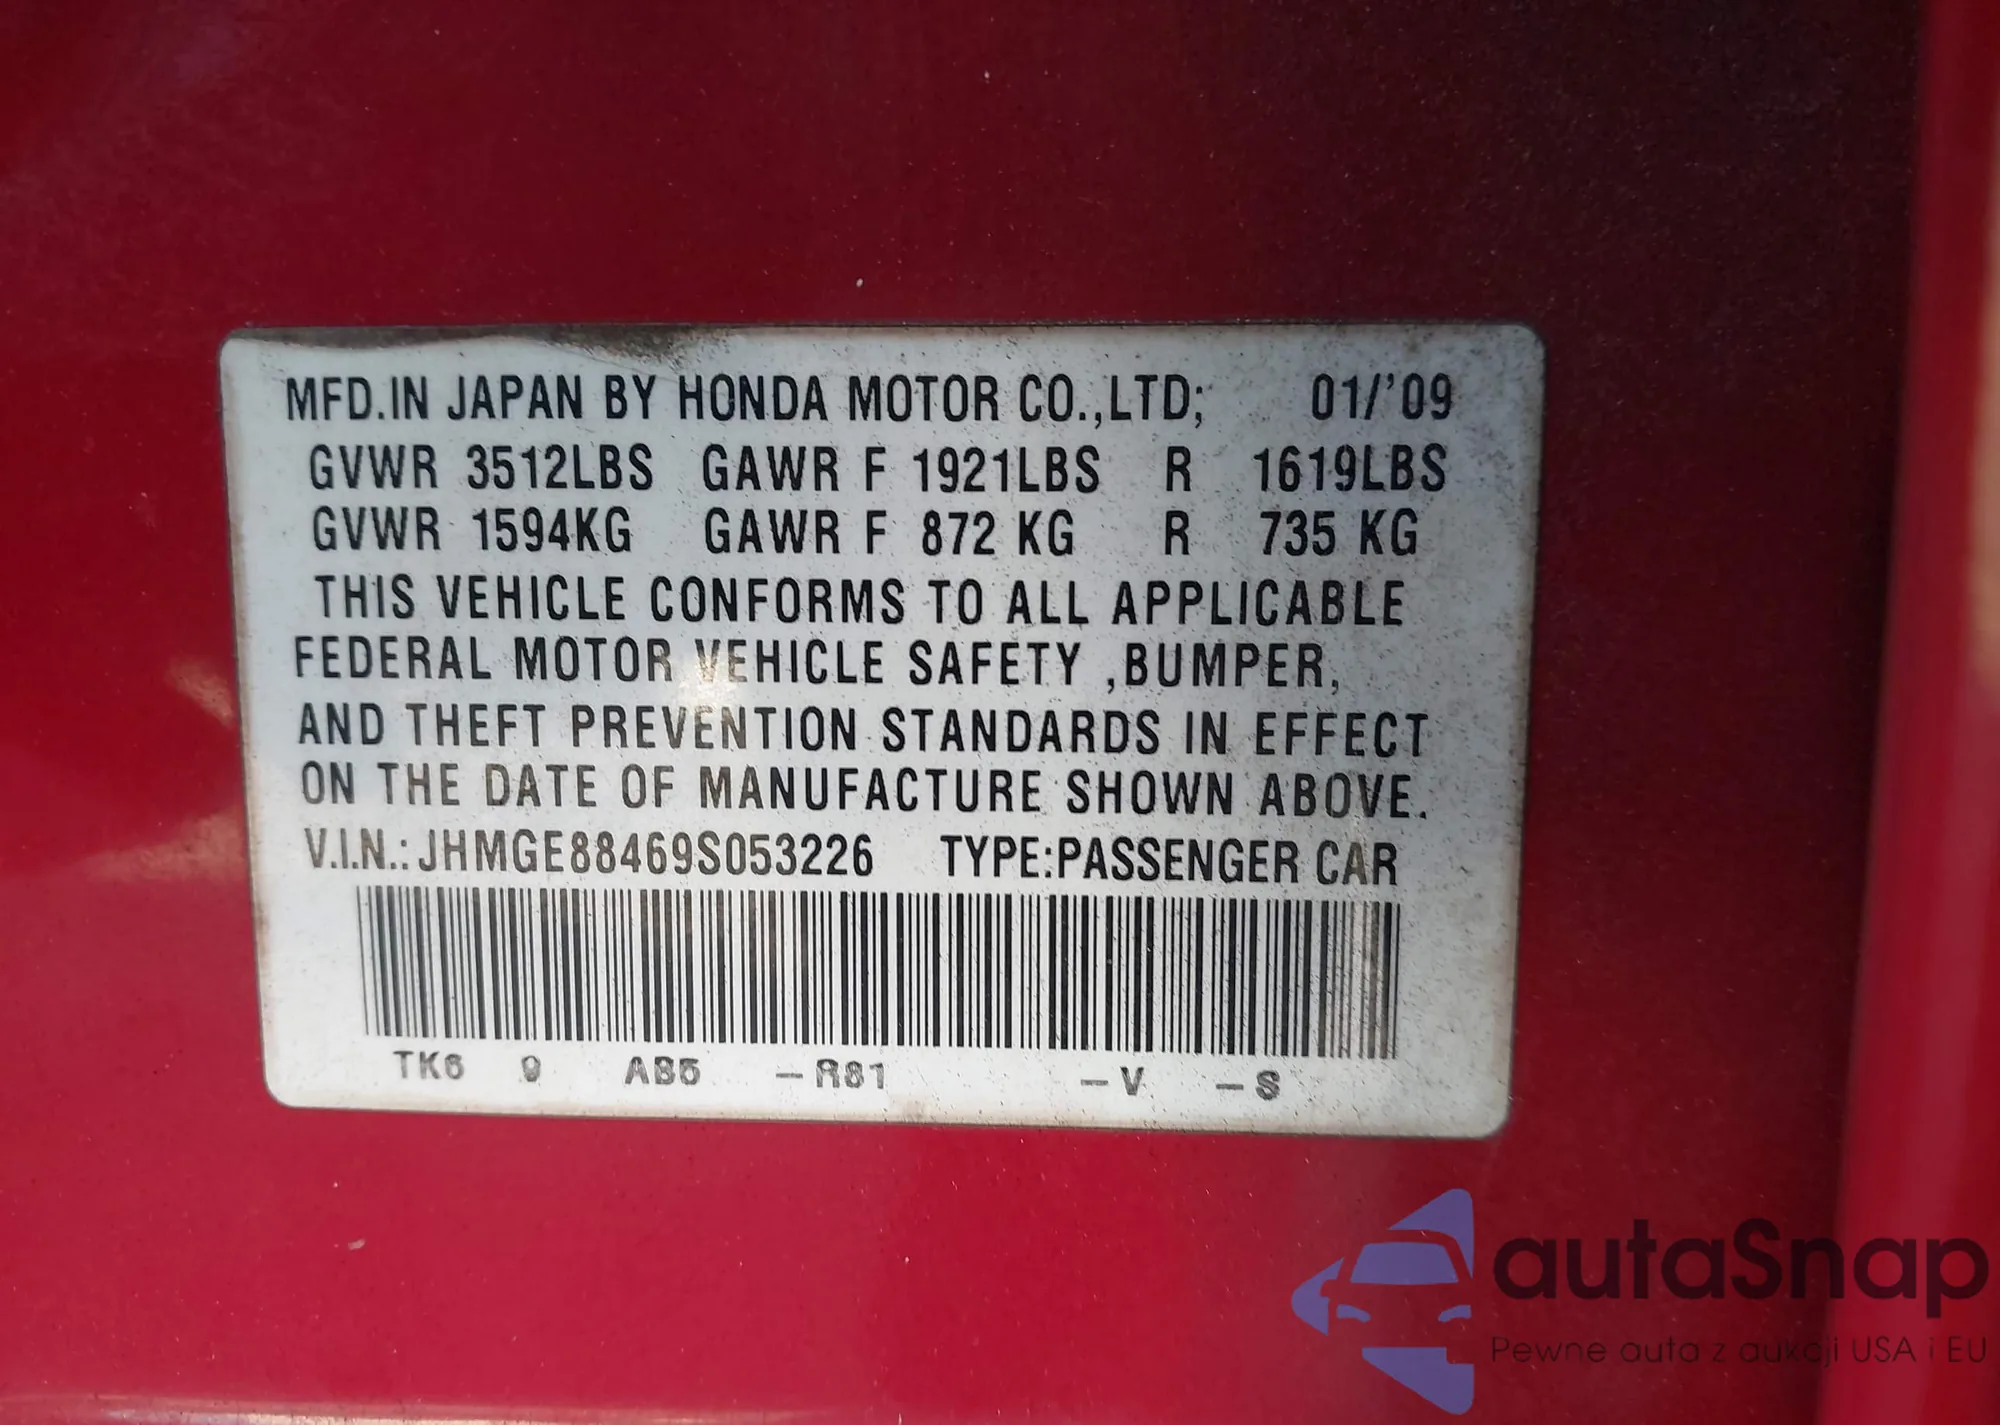 MFD.IN JAPAN BY HONDA MOTOR CO.,LTD; 01/'09
GVWR 3512LBS GAWR F 1921LBS R 1619LBS
GVWR 1594KG GAWR F 872 KG R 735 KG
THIS VEHICLE CONFORMS TO ALL APPLICABLE
FEDERAL MOTOR VEHICLE SAFETY ,BUMPER,
AND THEFT PREVENTION STANDARDS IN EFFECT
ON THE DATE OF MANUFACTURE SHOWN ABOVE.
V.I.N.: JHMGE88469S053226 TYPE:PASSENGER CAR
TK6 9 AB5 –R81 –V –S
autaSnap
Pewne auta z aukcji USA i EU